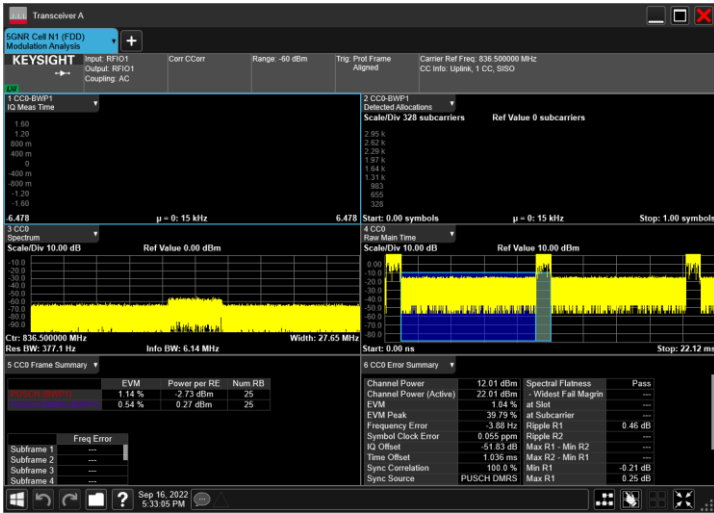 Transceiver A
5GNR Cell N1 (FDD)
Modulation Analysis
KEYSIGHT
Input: RFIO1
Output: RFIO1
Coupling: AC
Corr CCorr
Range: -60 dBm
Trig: Prot Frame
Aligned
Carrier Ref Freq: 836.500000 MHz
CC Info: Uplink, 1 CC, SISO
1 CC0-BWP1
IQ Meas Time
1.60
1.20
800 m
400 m
0
-400 m
-800 m
-1.20
-1.60
-6.478 µ = 0: 15 kHz 6.478
2 CC0-BWP1
Detected Allocations
Scale/Div 328 subcarriers Ref Value 0 subcarriers
2.95 k
2.62 k
2.29 k
1.97 k
1.64 k
1.31 k
983
655
328
Start: 0.00 symbols µ = 0: 15 kHz Stop: 1.00 symbols
3 CC0
Spectrum
Scale/Div 10.00 dB Ref Value 0.00 dBm
-10.0
-20.0
-30.0
-40.0
-50.0
-60.0
-70.0
-80.0
-90.0
Ctr: 836.500000 MHz Width: 27.65 MHz
Res BW: 377.1 Hz Info BW: 6.14 MHz
4 CC0
Raw Main Time
Scale/Div 10.00 dB Ref Value 10.00 dBm
0.00
-10.0
-20.0
-30.0
-40.0
-50.0
-60.0
-70.0
-80.0
Start: 0.00 ns Stop: 22.12 ms
5 CC0 Frame Summary
EVM Power per RE Num.RB
1.14 % -2.73 dBm 25
0.54 % 0.27 dBm 25
Freq Error
Subframe 1 ---
Subframe 2 ---
Subframe 3 ---
Subframe 4 ---
6 CC0 Error Summary
Channel Power 12.01 dBm Spectral Flatness Pass
Channel Power (Active) 22.01 dBm - Widest Fail Magrin ---
EVM 1.04 % at Slot ---
EVM Peak 39.79 % at Subcarrier ---
Frequency Error -3.88 Hz Ripple R1 0.46 dB
Symbol Clock Error 0.055 ppm Ripple R2 ---
IQ Offset -51.83 dB Max R1 - Min R2 ---
Time Offset 1.036 ms Max R2 - Min R1 ---
Sync Correlation 100.0 % Min R1 -0.21 dB
Sync Source PUSCH DMRS Max R1 0.25 dB
Sep 16, 2022
5:33:05 PM